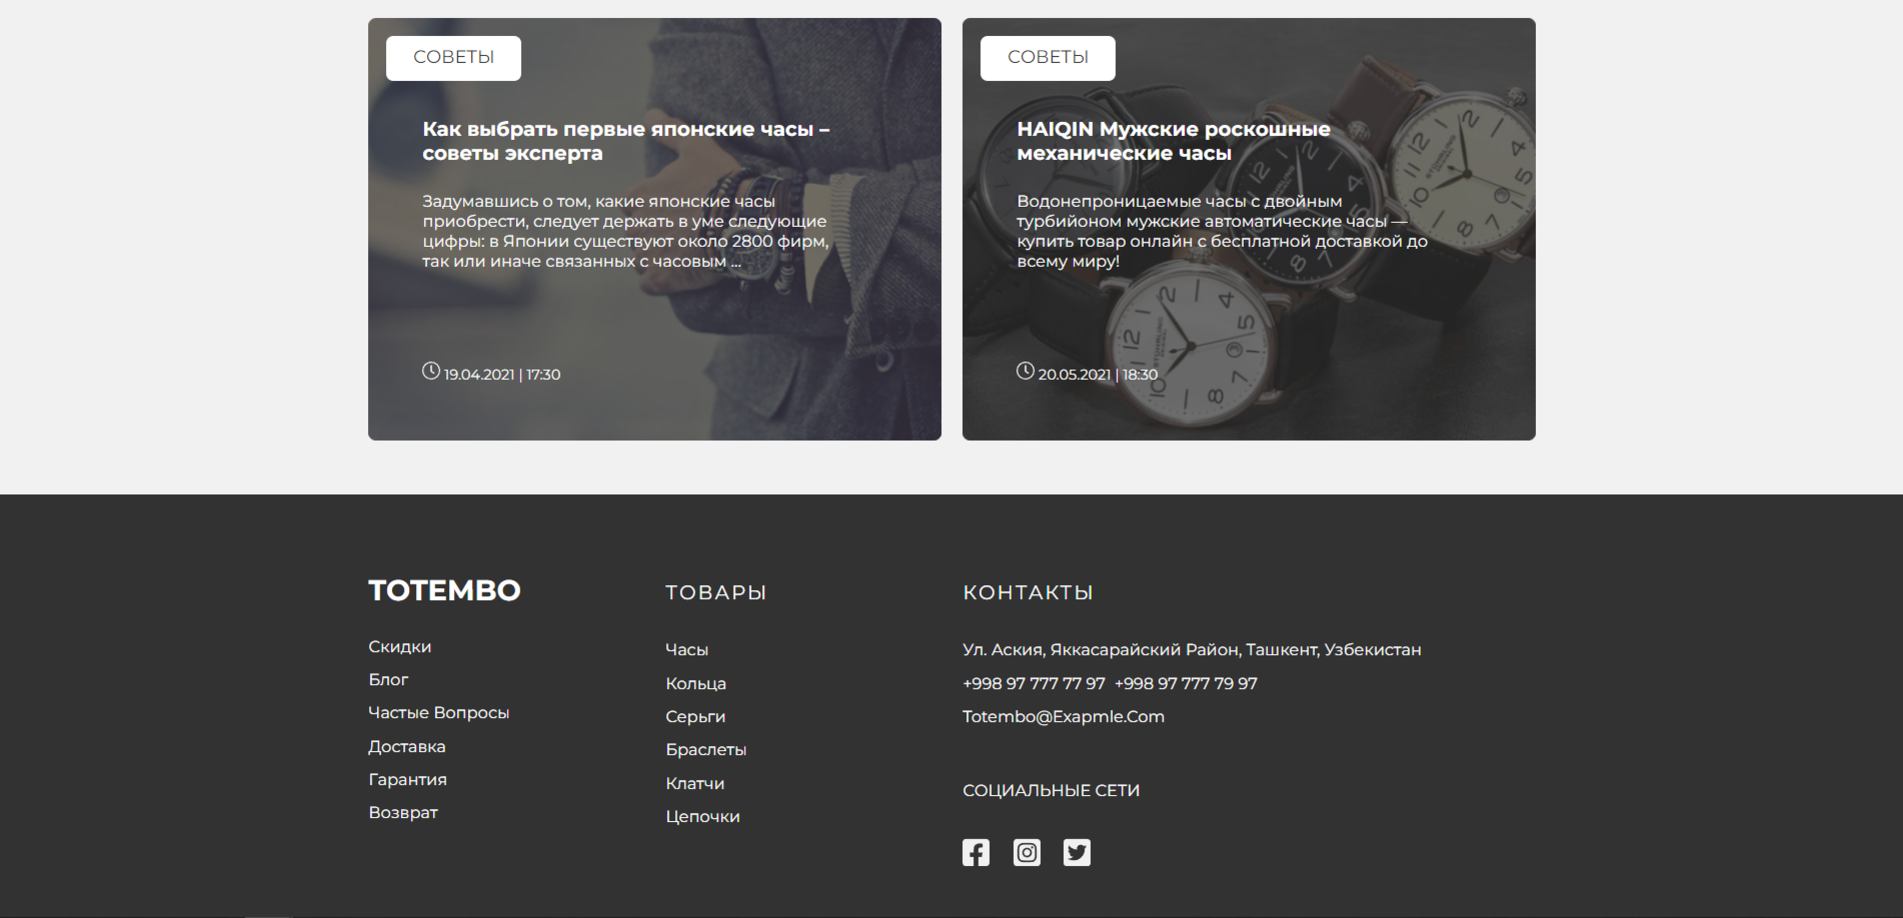 СОВЕТЫ
Как выбрать первые японские часы –
советы эксперта
Задумавшись о том, какие японские часы
приобрести, следует держать в уме следующие
цифры: в Японии существуют около 2800 фирм,
так или иначе связанных с часовым ...
19.04.2021 | 17:30
СОВЕТЫ
HAIQIN Мужские роскошные
механические часы
Водонепроницаемые часы с двойным
турбийоном мужские автоматические часы —
купить товар онлайн с бесплатной доставкой до
всему миру!
20.05.2021 | 18:30
TOTEMBO
Скидки
Блог
Частые Вопросы
Доставка
Гарантия
Возврат
ТОВАРЫ
Часы
Кольца
Серьги
Браслеты
Клатчи
Цепочки
КОНТАКТЫ
Ул. Аския, Яккасарайский Район, Ташкент, Узбекистан
+998 97 777 77 97 +998 97 777 79 97
Totembo@Exapmle.Com
СОЦИАЛЬНЫЕ СЕТИ